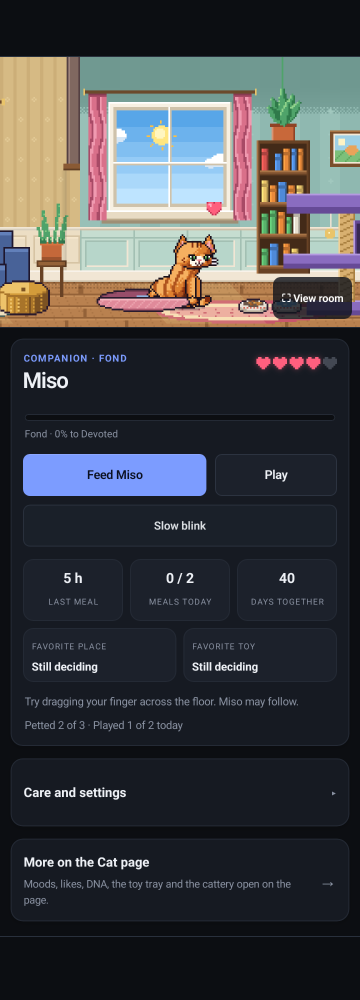 View room
COMPANION · FOND
Miso
Fond · 0% to Devoted
Feed Miso
Play
Slow blink
5 h
LAST MEAL
0 / 2
MEALS TODAY
40
DAYS TOGETHER
FAVORITE PLACE
Still deciding
FAVORITE TOY
Still deciding
Try dragging your finger across the floor. Miso may follow.
Petted 2 of 3 · Played 1 of 2 today
Care and settings
More on the Cat page
Moods, likes, DNA, the toy tray and the cattery open on the
page.